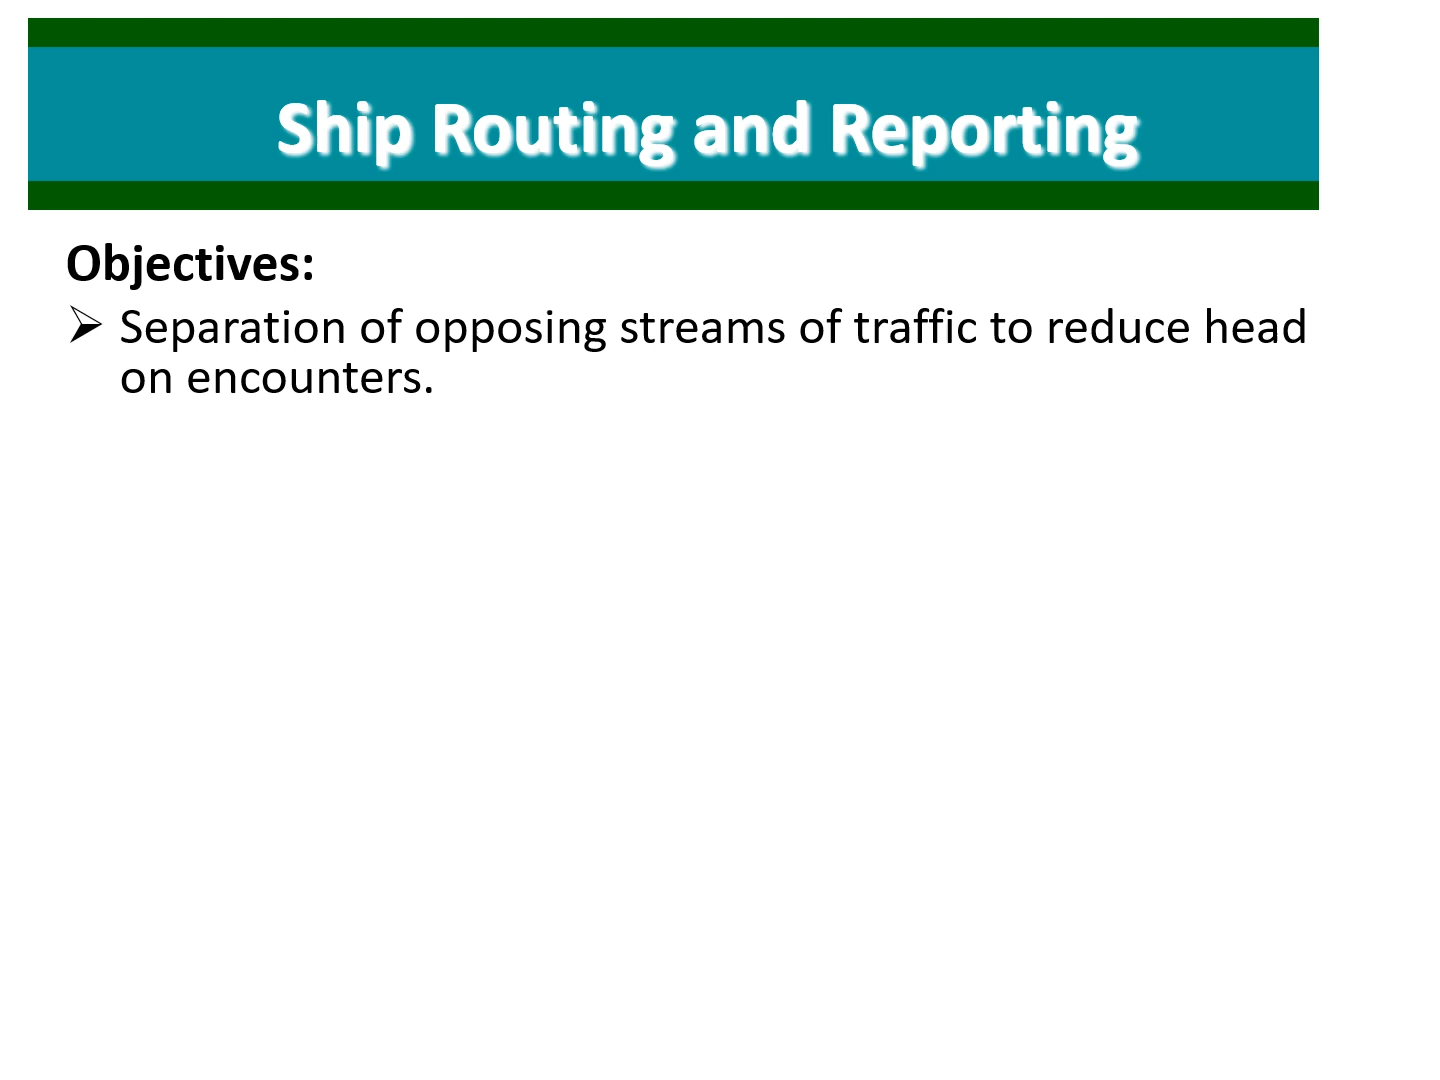 Ship Routing and Reporting
Objectives:
➢ Separation of opposing streams of traffic to reduce head
on encounters.